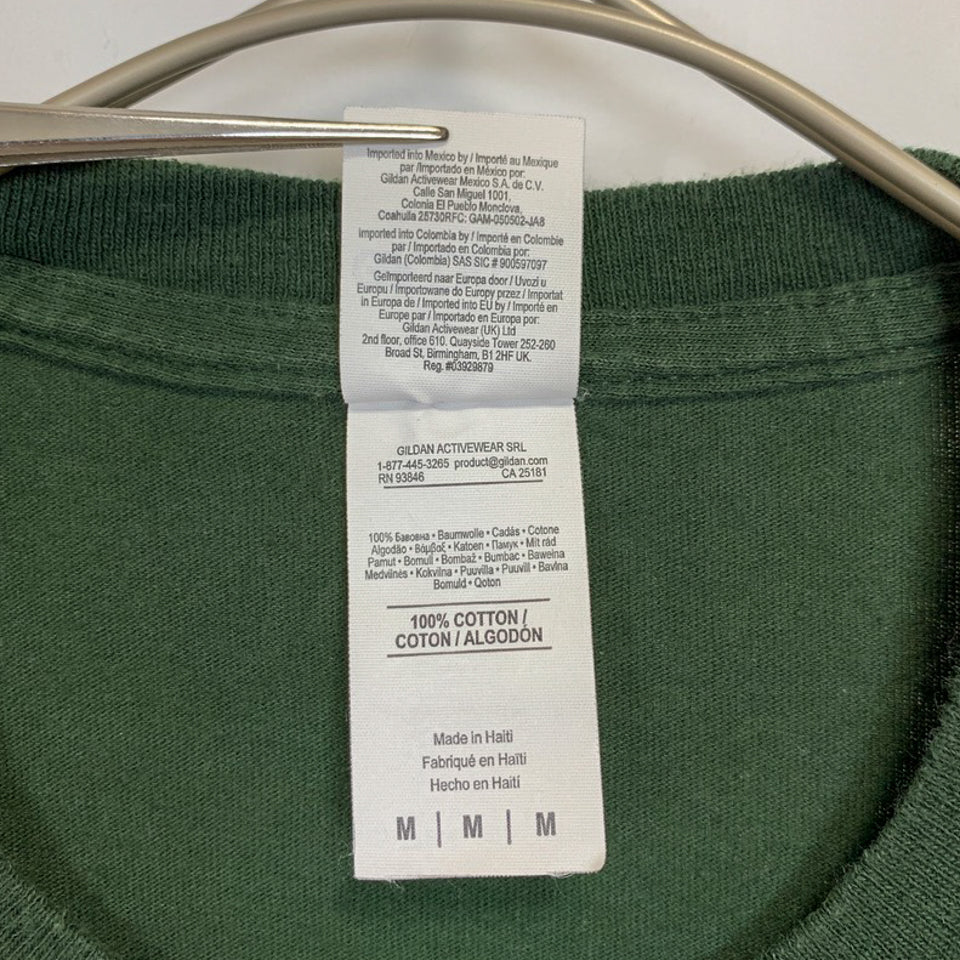 Imported into Mexico by / Importé au Mexique
par /Importado en México por:
Gildan Activewear Mexico S.A. de C.V.
Calle San Miguel 1001,
Colonia El Pueblo Monclova,
Coahuila 25730RFC: GAM-050502-JA8
Imported into Colombia by / Importé en Colombie
par / Importado en Colombia por:
Gildan (Colombia) SAS SIC # 900597097
Geïmporteerd naar Europa door / Uvozi u
Europu / Importowane do Europy przez / Importat
in Europa de / Imported into EU by / Importé en
Europe par / Importado en Europa por:
Gildan Activewear (UK) Ltd
2nd floor, office 610. Quayside Tower 252-260
Broad St, Birmingham, B1 2HF UK.
Reg. #03929879
GILDAN ACTIVEWEAR SRL
1-877-445-3265 product@gildan.com
RN 93846 CA 25181
100% Бавовна • Baumwolle • Cadás • Cotone
Algodão • Βάμβαξ • Katoen • Памук • Mit rád
Pamut • Bomull • Bombaž • Bumbac • Bawełna
Medvilnės • Kokvilna • Puuvilla • Puuvill • Bavlna
Bomuld • Qoton
100% COTTON /
COTON / ALGODÓN
Made in Haiti
Fabriqué en Haïti
Hecho en Haití
M | M | M